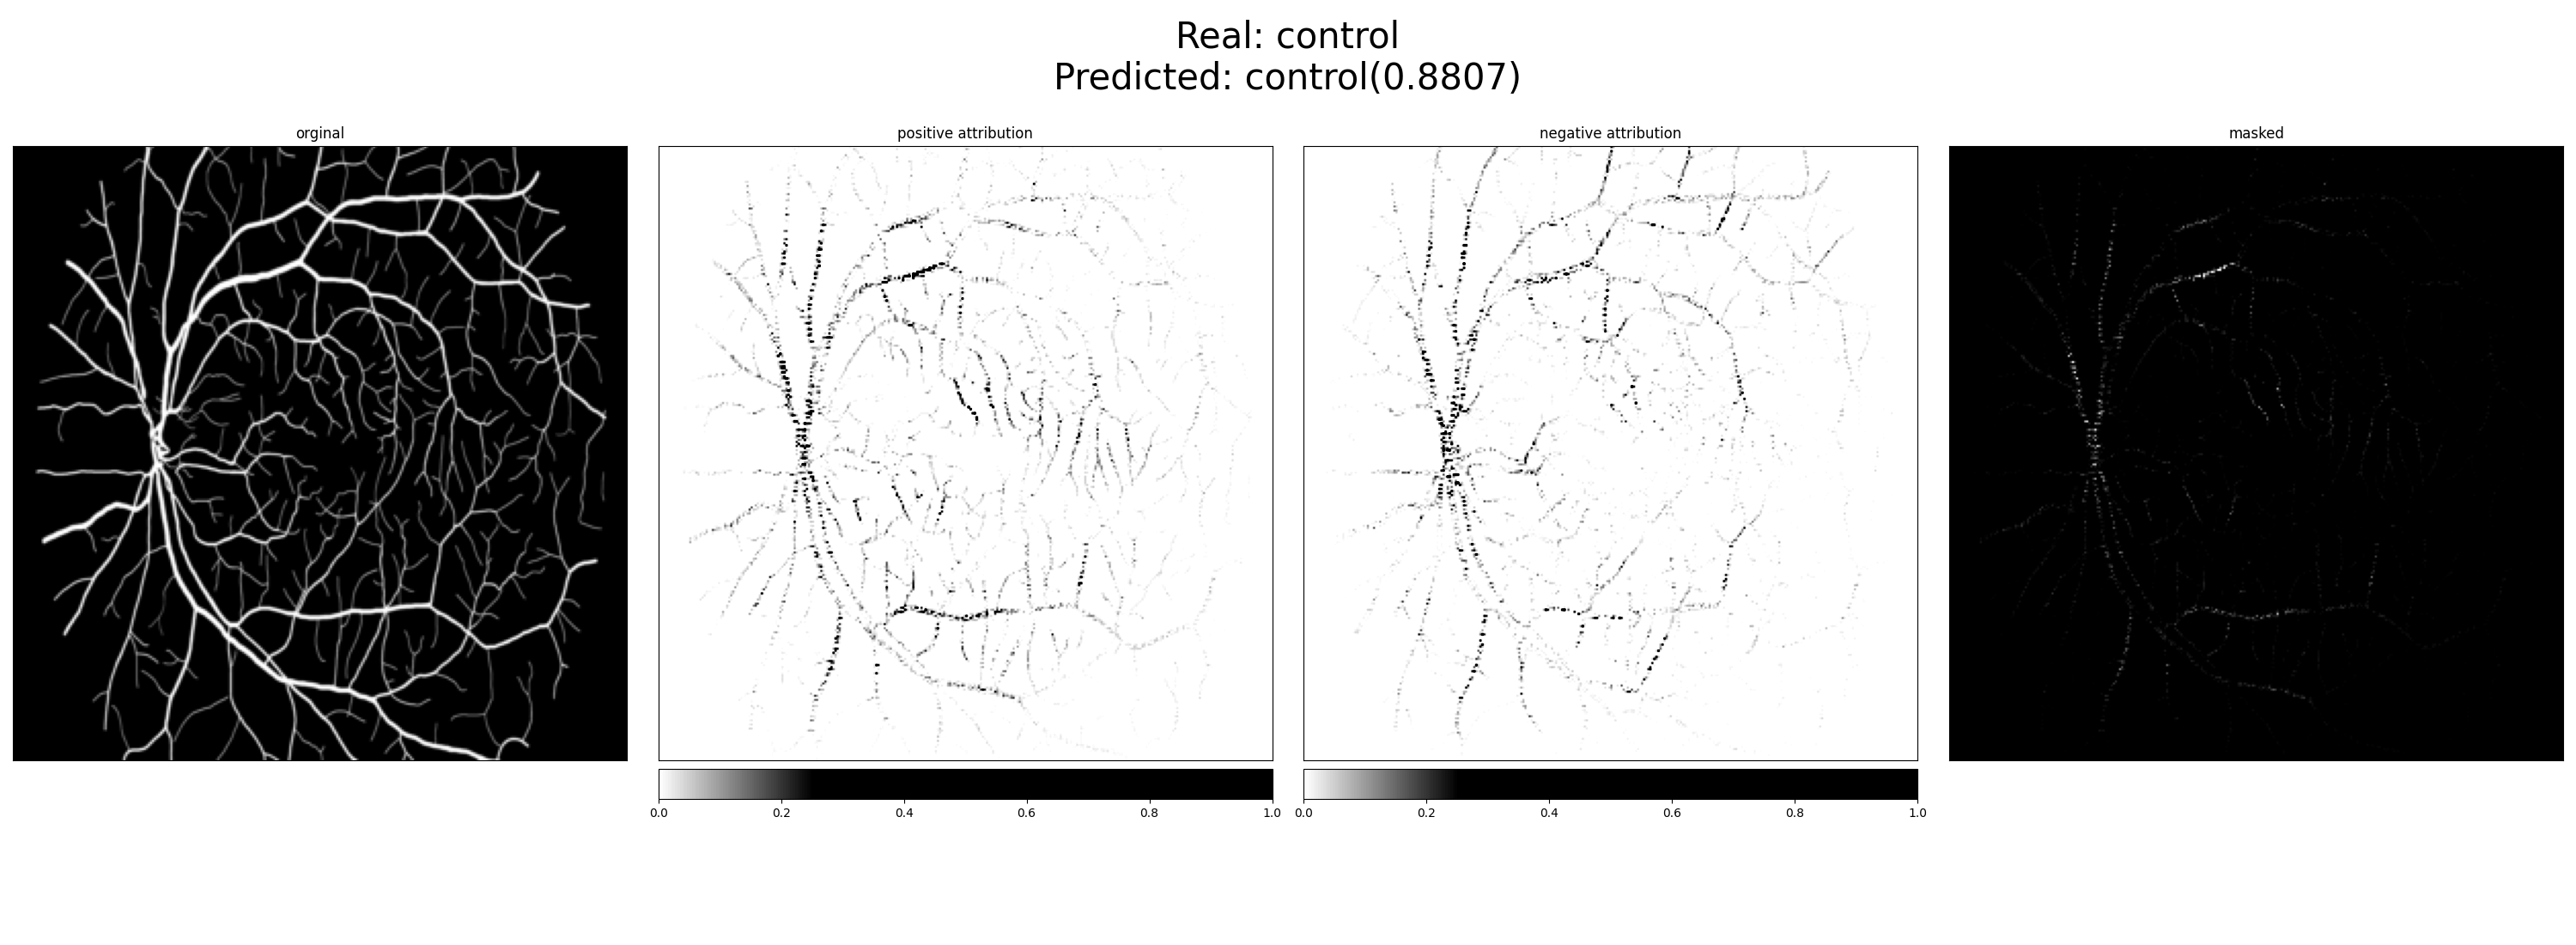 Real: control
Predicted: control(0.8807)
orginal
positive attribution
negative attribution
masked
0.0 0.2 0.4 0.6 0.8 1.0
0.0 0.2 0.4 0.6 0.8 1.0